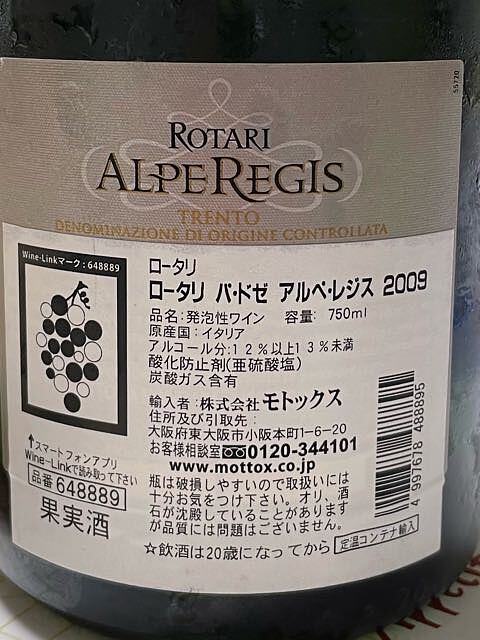 55720
ROTARI
ALPEREGIS
TRENTO
DENOMINAZIONE DI ORIGINE CONTROLLATA
Wine-Linkマーク:648889
ロータリ
ロータリ パ・ドゼ アルペ・レジス 2009
品名:発泡性ワイン 容量: 750ml
原産国:イタリア
アルコール分:12%以上13%未満
酸化防止剤(亜硫酸塩)
炭酸ガス含有
輸入者:株式会社モトックス
住所及び引取先:
大阪府東大阪市小阪本町1-6-20
お客様相談室 0120-344101
www.mottox.co.jp
↑スマートフォンアプリ
Wine-Linkで読み取って下さい
品番 648889
果実酒
瓶は破損しやすいので取扱いには
十分お気をつけ下さい。オリ、酒
石が沈殿していることがあります
が品質には問題はございません。
☆飲酒は20歳になってから 定温コンテナ輸入
4 997678 488895